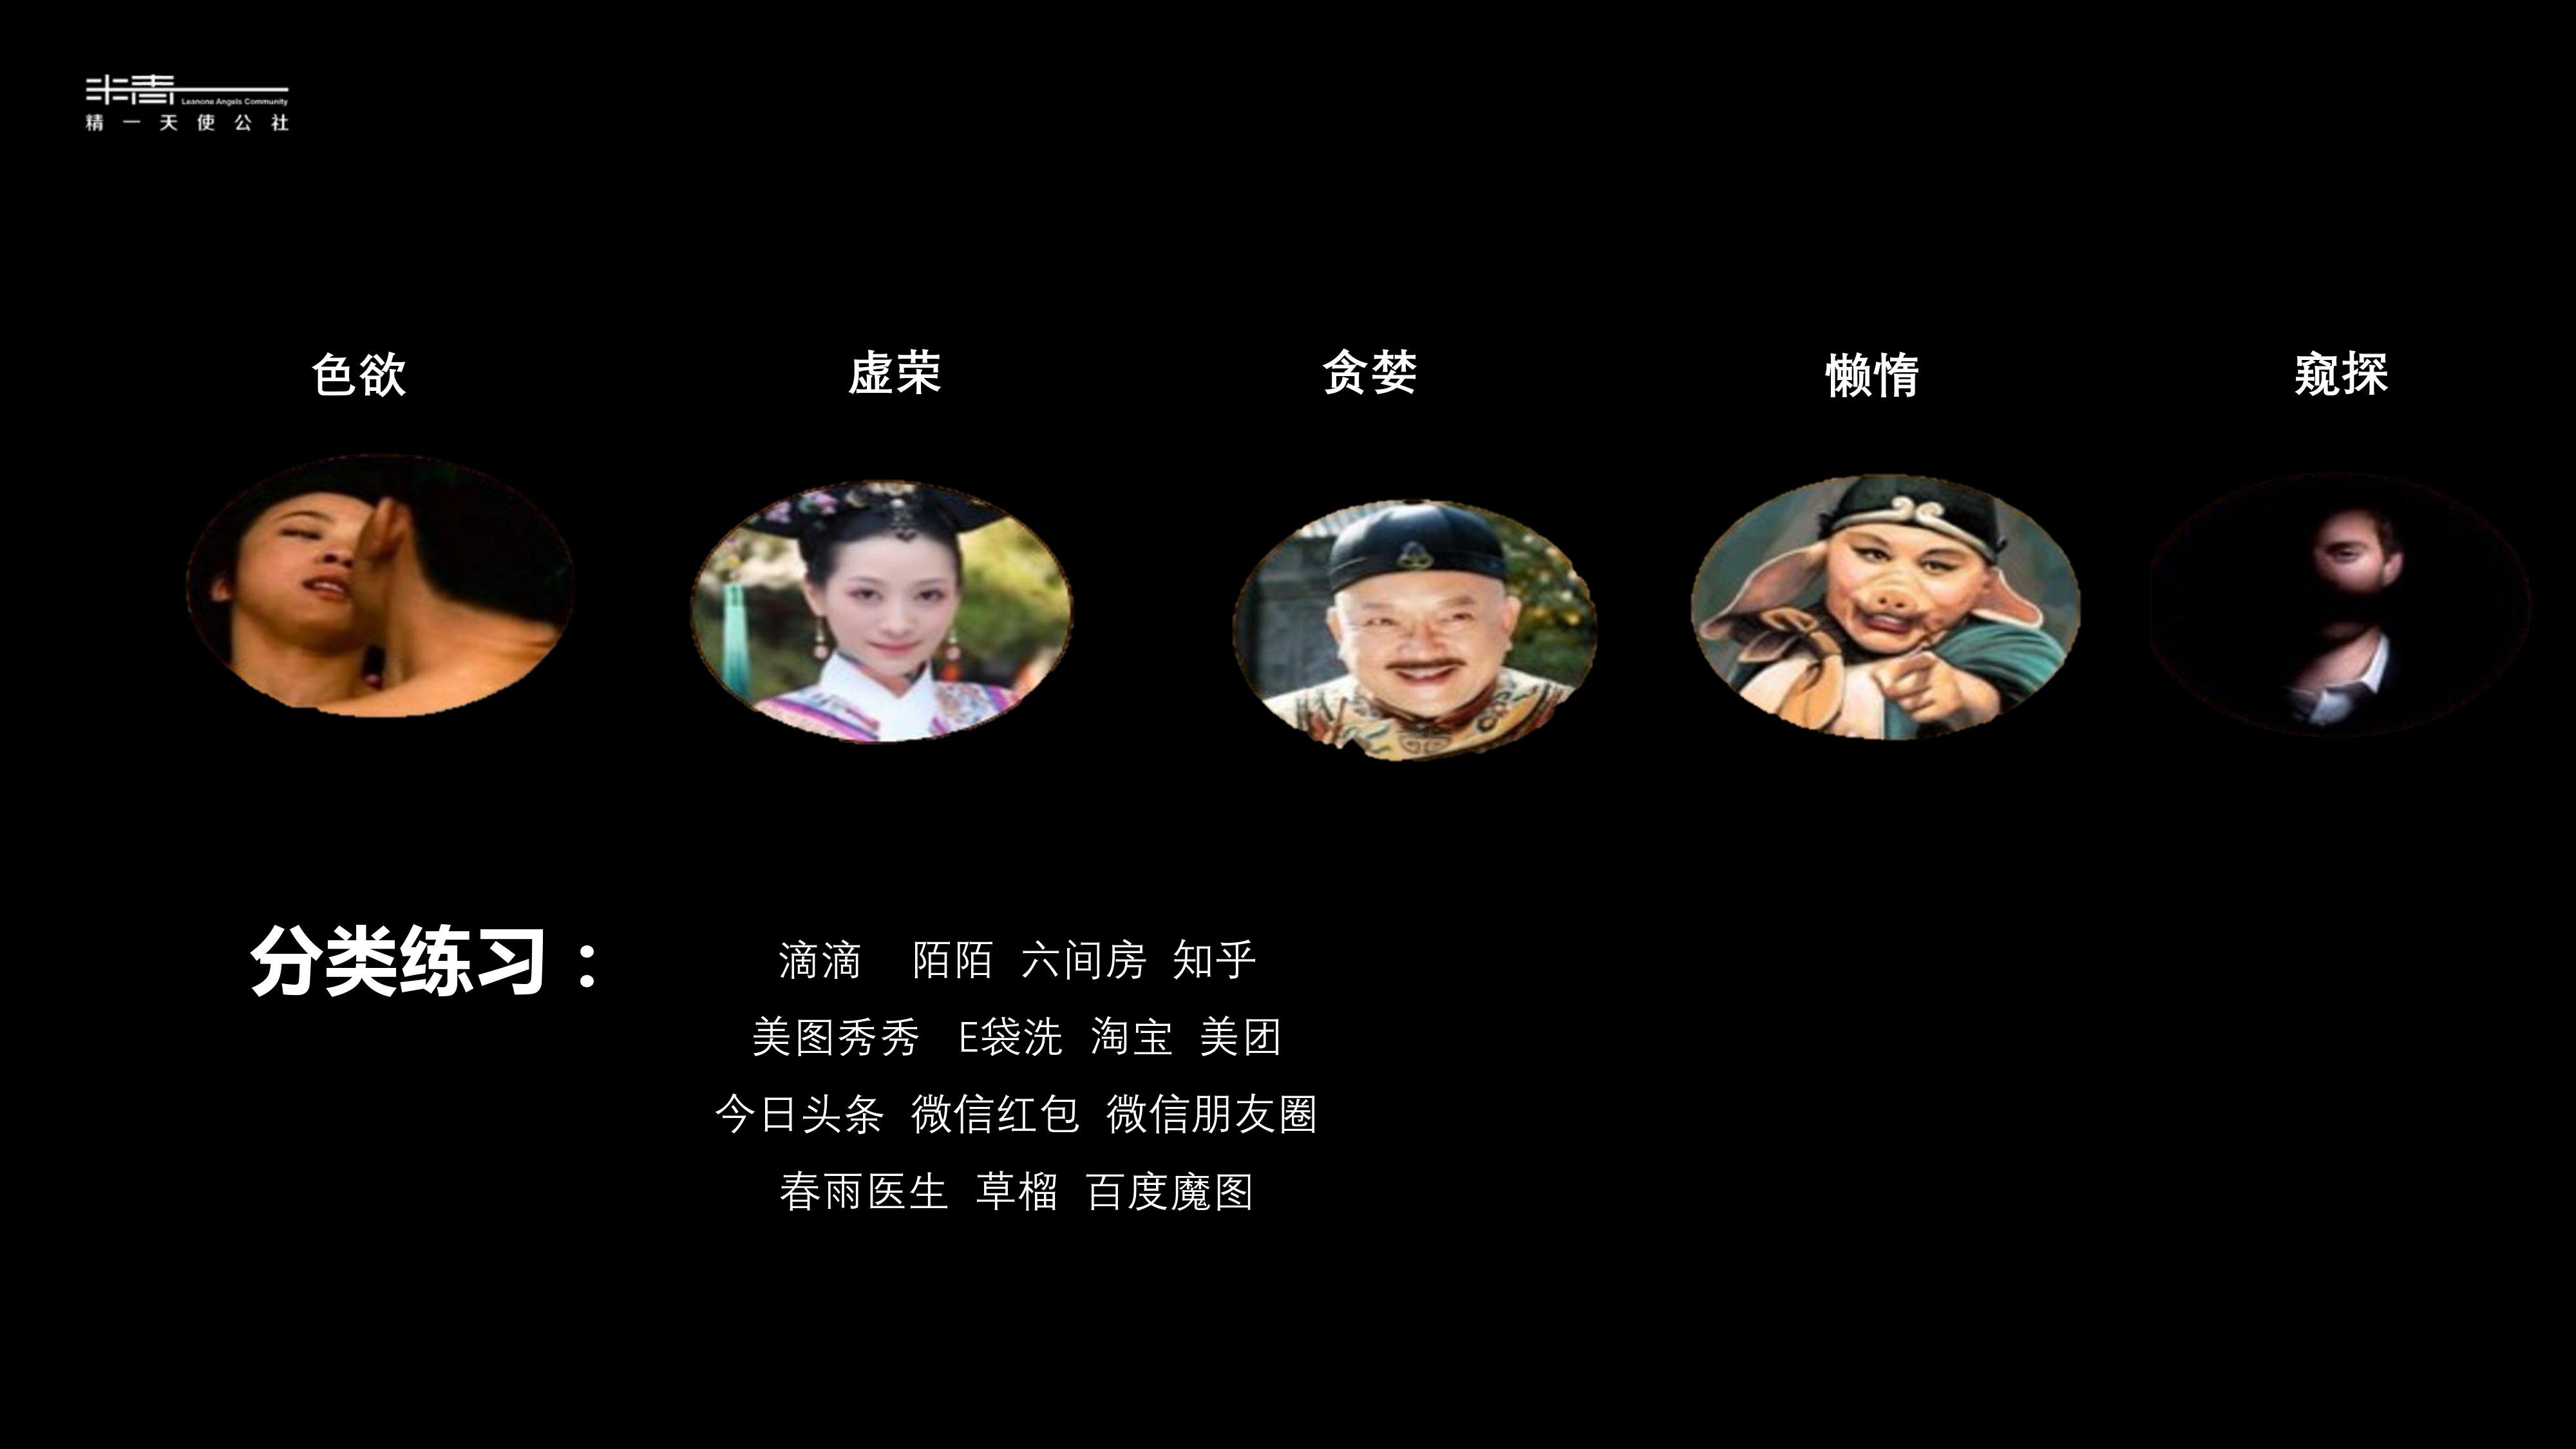 Leanone Angels Community
精一天使公社
色欲 虚荣 贪婪 懒惰 窥探
分类练习：
滴滴 陌陌 六间房 知乎
美图秀秀 E袋洗 淘宝 美团
今日头条 微信红包 微信朋友圈
春雨医生 草榴 百度魔图